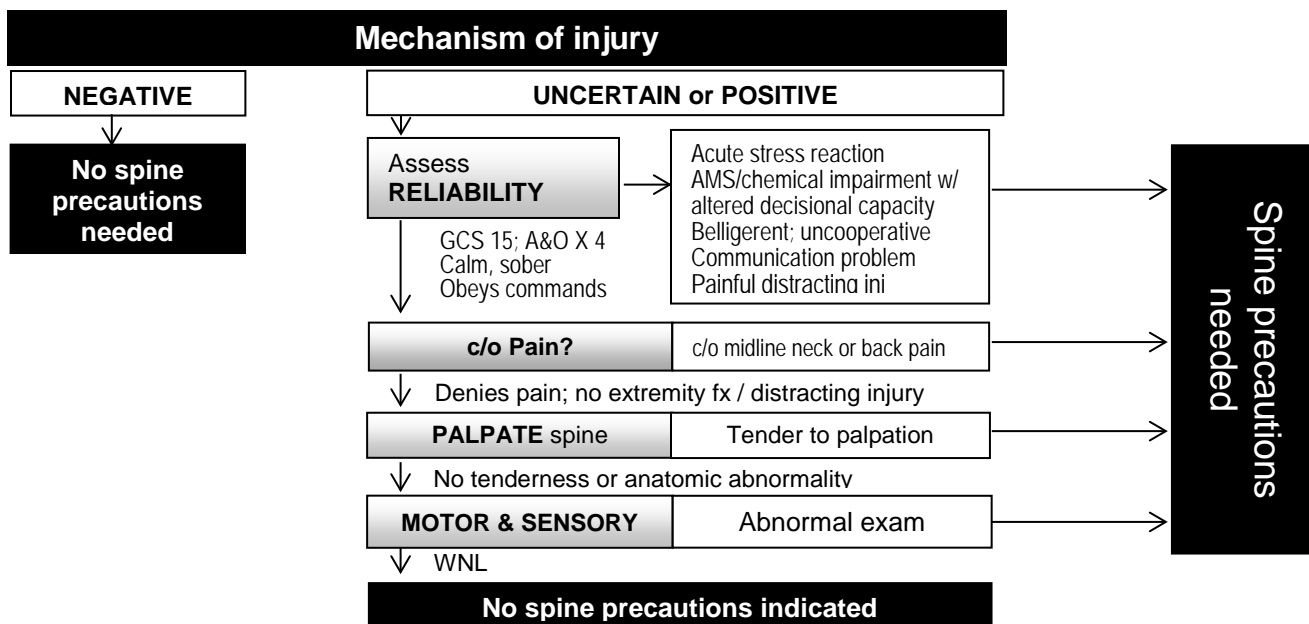 Mechanism of injury
NEGATIVE
UNCERTAIN or POSITIVE
No spine
precautions
needed
Assess
RELIABILITY
Acute stress reaction
AMS/chemical impairment w/
altered decisional capacity
Belligerent; uncooperative
Communication problem
Painful distracting inj
GCS 15; A&O X 4
Calm, sober
Obeys commands
c/o Pain?
c/o midline neck or back pain
Denies pain; no extremity fx / distracting injury
PALPATE spine
Tender to palpation
No tenderness or anatomic abnormality
MOTOR & SENSORY
Abnormal exam
WNL
No spine precautions indicated
Spine precautions
needed